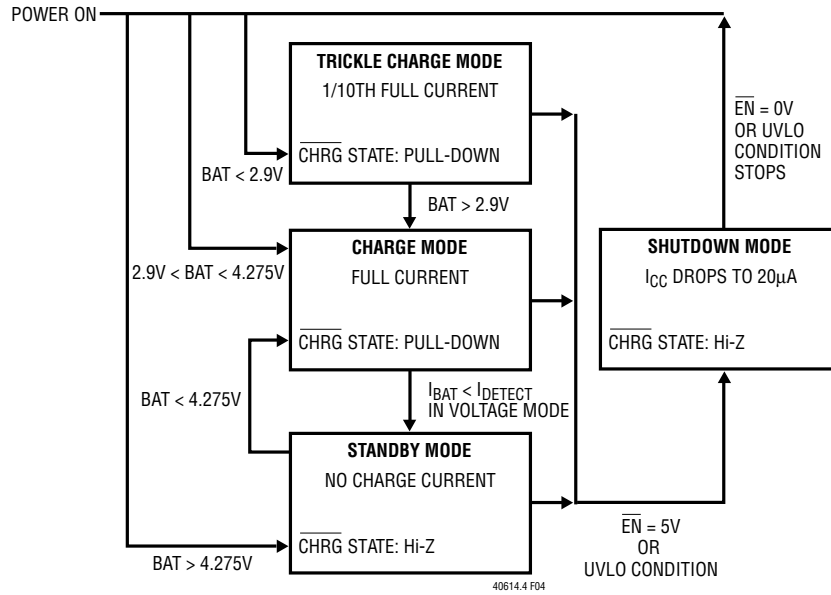 POWER ON
TRICKLE CHARGE MODE
1/10TH FULL CURRENT
CHRG STATE: PULL-DOWN
BAT < 2.9V
BAT > 2.9V
CHARGE MODE
FULL CURRENT
CHRG STATE: PULL-DOWN
2.9V < BAT < 4.275V
BAT < 4.275V
IBAT < IDETECT
IN VOLTAGE MODE
STANDBY MODE
NO CHARGE CURRENT
CHRG STATE: Hi-Z
BAT > 4.275V
EN = 0V
OR UVLO
CONDITION
STOPS
SHUTDOWN MODE
ICC DROPS TO 20μA
CHRG STATE: Hi-Z
EN = 5V
OR
UVLO CONDITION
40614.4 F04